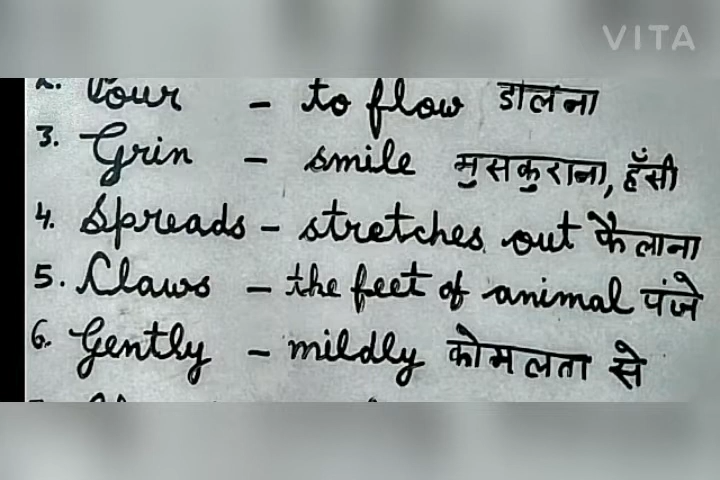 VITA
2. Pour - to flow डालना
3. Grin - smile मुसकुराना, हँसी
4. Spreads - stretches out फैलाना
5. Claws - the feet of animal पंजे
6. Gently - mildly कोमलता से